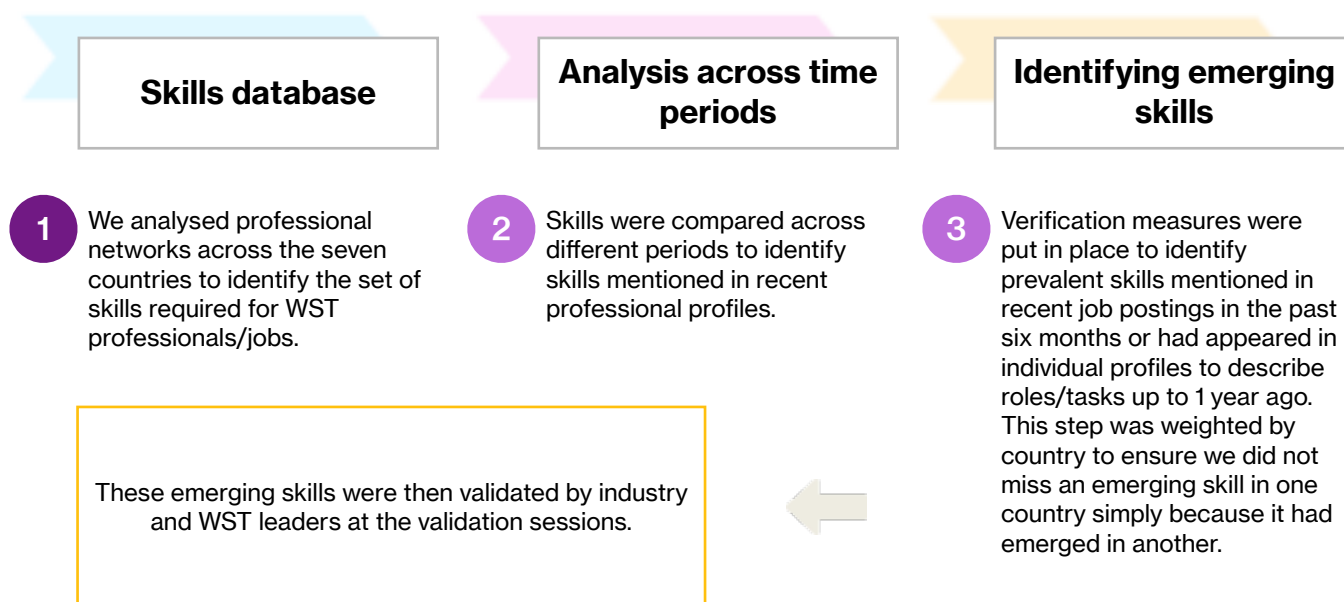 Skills database
Analysis across time
periods
Identifying emerging
skills
1
We analysed professional
networks across the seven
countries to identify the set of
skills required for WST
professionals/jobs.
2
Skills were compared across
different periods to identify
skills mentioned in recent
professional profiles.
3
Verification measures were
put in place to identify
prevalent skills mentioned in
recent job postings in the past
six months or had appeared in
individual profiles to describe
roles/tasks up to 1 year ago.
This step was weighted by
country to ensure we did not
miss an emerging skill in one
country simply because it had
emerged in another.
These emerging skills were then validated by industry
and WST leaders at the validation sessions.